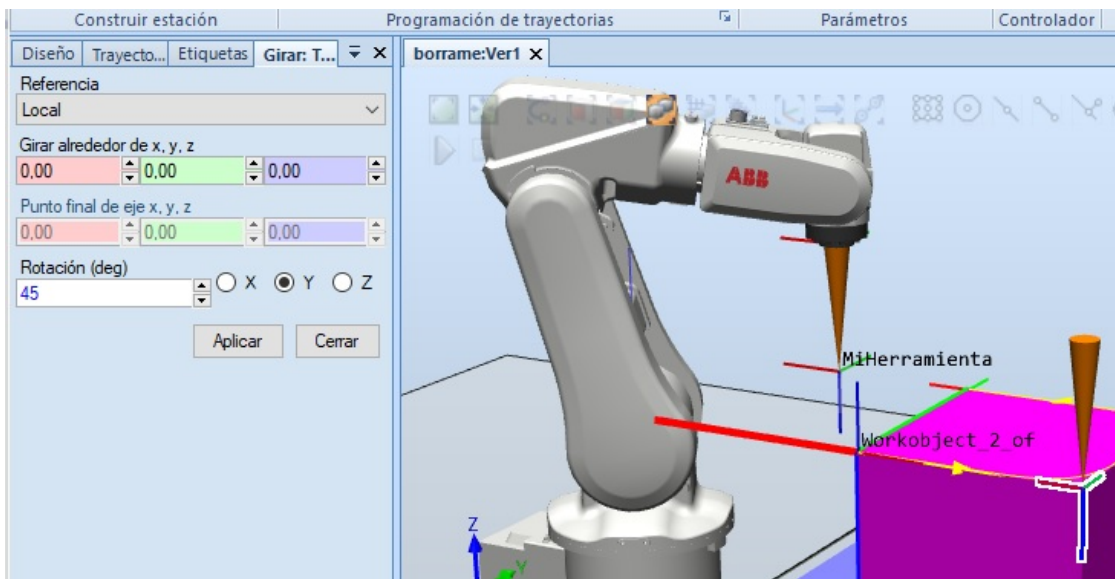 Construir estación
Programación de trayectorias
Parámetros
Controlador
Diseño
Trayecto...
Etiquetas
Girar: T...
borrame:Ver1
Referencia
Local
Girar alrededor de x, y, z
0,00 0,00 0,00
Punto final de eje x, y, z
0,00 0,00 0,00
Rotación (deg)
45
X Y Z
Aplicar
Cerrar
ABB
MiHerramienta
Workobject_2_of
Z
Y